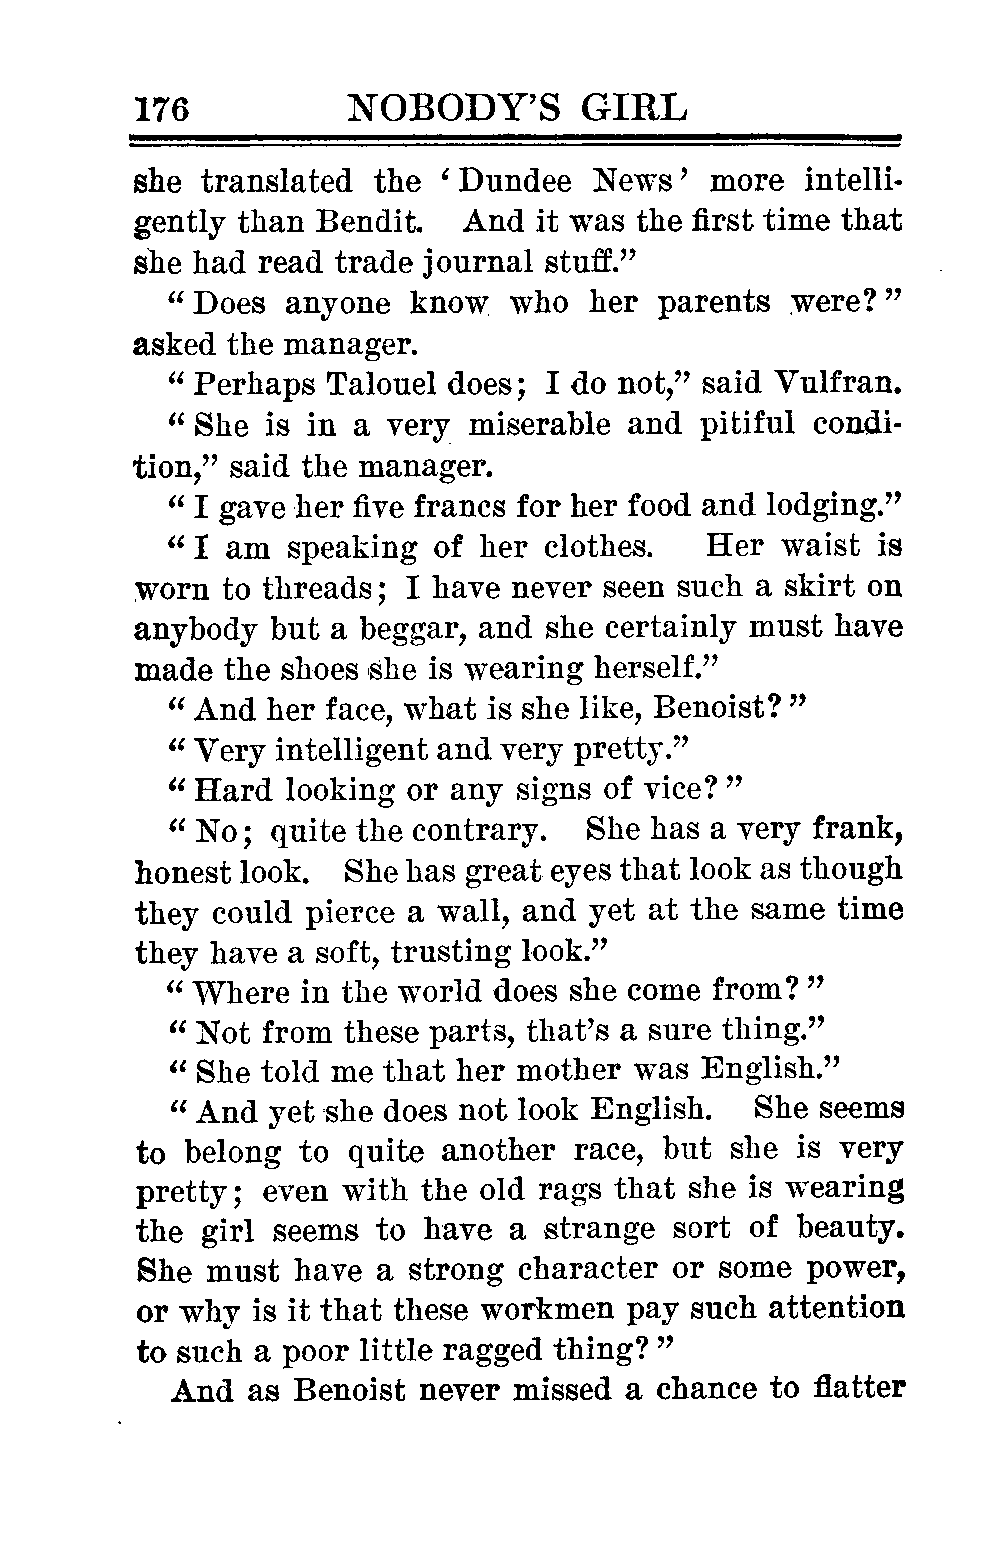 176 NOBODY'S GIRL
she translated the ‘Dundee News’ more intelli-
gently than Bendit. And it was the first time that
she had read trade journal stuff.”
“Does anyone know who her parents were?”
asked the manager.
“Perhaps Talouel does; I do not,” said Vulfran.
“She is in a very miserable and pitiful condi-
tion,” said the manager.
“I gave her five francs for her food and lodging.”
“I am speaking of her clothes. Her waist is
worn to threads; I have never seen such a skirt on
anybody but a beggar, and she certainly must have
made the shoes she is wearing herself.”
“And her face, what is she like, Benoist?”
“Very intelligent and very pretty.”
“Hard looking or any signs of vice?”
“No; quite the contrary. She has a very frank,
honest look. She has great eyes that look as though
they could pierce a wall, and yet at the same time
they have a soft, trusting look.”
“Where in the world does she come from?”
“Not from these parts, that's a sure thing.”
“She told me that her mother was English.”
“And yet she does not look English. She seems
to belong to quite another race, but she is very
pretty; even with the old rags that she is wearing
the girl seems to have a strange sort of beauty.
She must have a strong character or some power,
or why is it that these workmen pay such attention
to such a poor little ragged thing?”
And as Benoist never missed a chance to flatter